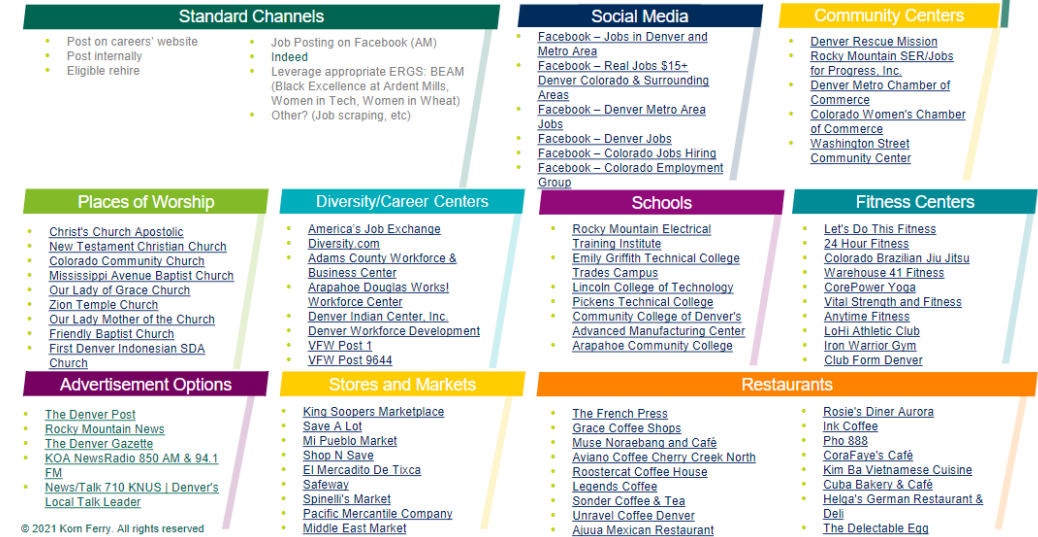 Standard Channels
• Post on careers' website
• Post internally
• Eligible rehire
• Job Posting on Facebook (AM)
• Indeed
• Leverage appropriate ERGS: BEAM
(Black Excellence at Ardent Mills,
Women in Tech, Women in Wheat)
• Other? (Job scraping, etc)
Social Media
• Facebook – Jobs in Denver and
Metro Area
• Facebook – Real Jobs $15+
Denver Colorado & Surrounding
Areas
• Facebook – Denver Metro Area
Jobs
• Facebook – Denver Jobs
• Facebook – Colorado Jobs Hiring
• Facebook – Colorado Employment
Group
Community Centers
• Denver Rescue Mission
• Rocky Mountain SER/Jobs
for Progress, Inc.
• Denver Metro Chamber of
Commerce
• Colorado Women's Chamber
of Commerce
• Washington Street
Community Center
Places of Worship
• Christ's Church Apostolic
• New Testament Christian Church
• Colorado Community Church
• Mississippi Avenue Baptist Church
• Our Lady of Grace Church
• Zion Temple Church
• Our Lady Mother of the Church
• Friendly Baptist Church
• First Denver Indonesian SDA
Church
Diversity/Career Centers
• America's Job Exchange
• Diversity.com
• Adams County Workforce &
Business Center
• Arapahoe Douglas Works!
Workforce Center
• Denver Indian Center, Inc.
• Denver Workforce Development
• VFW Post 1
• VFW Post 9644
Schools
• Rocky Mountain Electrical
Training Institute
• Emily Griffith Technical College
Trades Campus
• Lincoln College of Technology
• Pickens Technical College
• Community College of Denver's
Advanced Manufacturing Center
• Arapahoe Community College
Fitness Centers
• Let's Do This Fitness
• 24 Hour Fitness
• Colorado Brazilian Jiu Jitsu
• Warehouse 41 Fitness
• CorePower Yoga
• Vital Strength and Fitness
• Anytime Fitness
• LoHi Athletic Club
• Iron Warrior Gym
• Club Form Denver
Advertisement Options
• The Denver Post
• Rocky Mountain News
• The Denver Gazette
• KOA NewsRadio 850 AM & 94.1
FM
• News/Talk 710 KNUS | Denver's
Local Talk Leader
Stores and Markets
• King Soopers Marketplace
• Save A Lot
• Mi Pueblo Market
• Shop N Save
• El Mercadito De Tixca
• Safeway
• Spinelli's Market
• Pacific Mercantile Company
• Middle East Market
Restaurants
• The French Press
• Grace Coffee Shops
• Muse Noraebang and Café
• Aviano Coffee Cherry Creek North
• Roostercat Coffee House
• Legends Coffee
• Sonder Coffee & Tea
• Unravel Coffee Denver
• Ajuua Mexican Restaurant
• Rosie's Diner Aurora
• Ink Coffee
• Pho 888
• CoraFaye's Café
• Kim Ba Vietnamese Cuisine
• Cuba Bakery & Café
• Helga's German Restaurant &
Deli
• The Delectable Egg
© 2021 Korn Ferry. All rights reserved